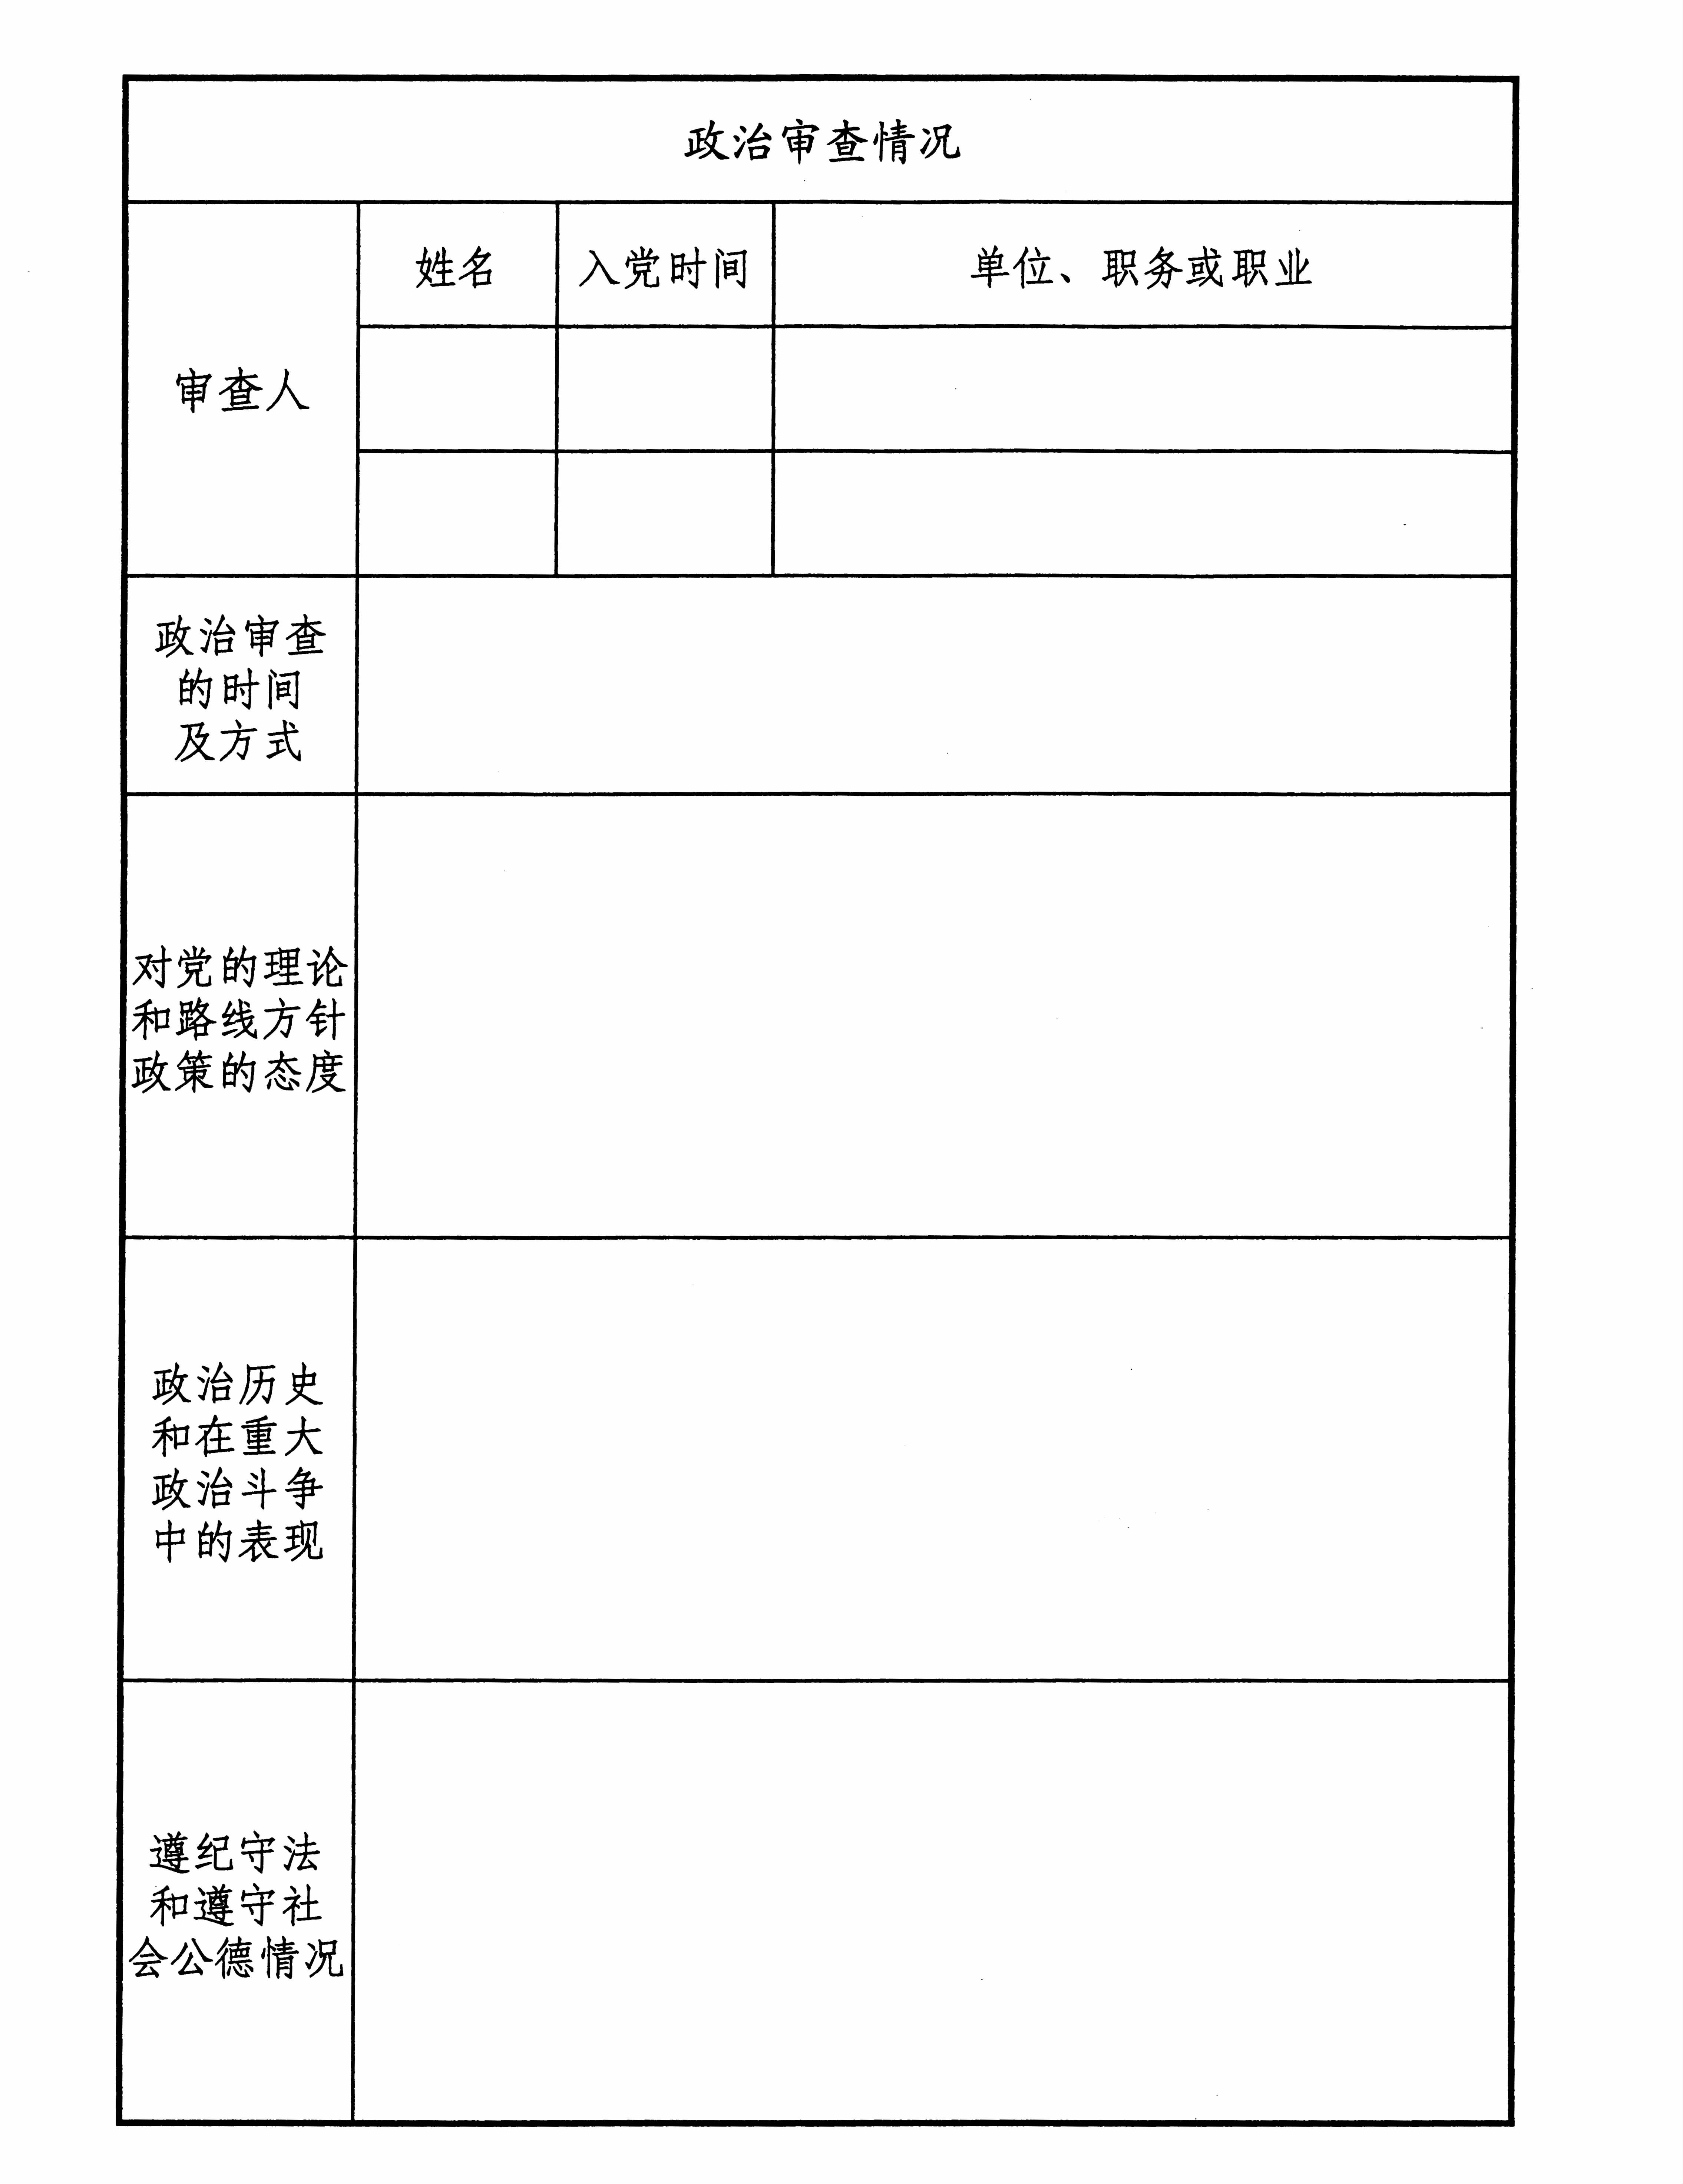 政治审查情况
审查人
姓名
入党时间
单位、职务或职业
政治审查
的时间
及方式
对党的理论
和路线方针
政策的态度
政治历史
和在重大
政治斗争
中的表现
遵纪守法
和遵守社
会公德情况